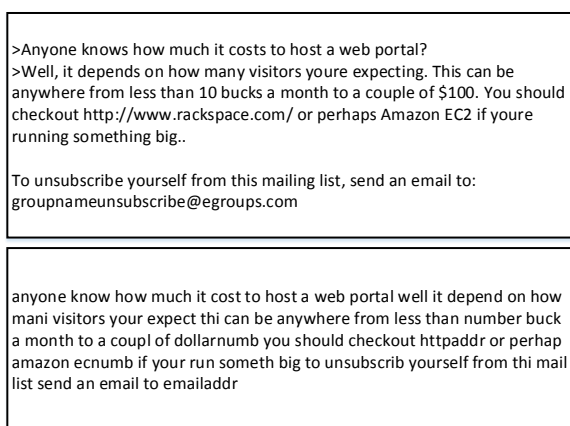 >Anyone knows how much it costs to host a web portal?
>Well, it depends on how many visitors youre expecting. This can be
anywhere from less than 10 bucks a month to a couple of $100. You should
checkout http://www.rackspace.com/ or perhaps Amazon EC2 if youre
running something big..
To unsubscribe yourself from this mailing list, send an email to:
groupnameunsubscribe@egroups.com
anyone know how much it cost to host a web portal well it depend on how
mani visitors your expect thi can be anywhere from less than number buck
a month to a coupl of dollarnumb you should checkout httpaddr or perhap
amazon ecnumb if your run someth big to unsubscrib yourself from thi mail
list send an email to emailaddr